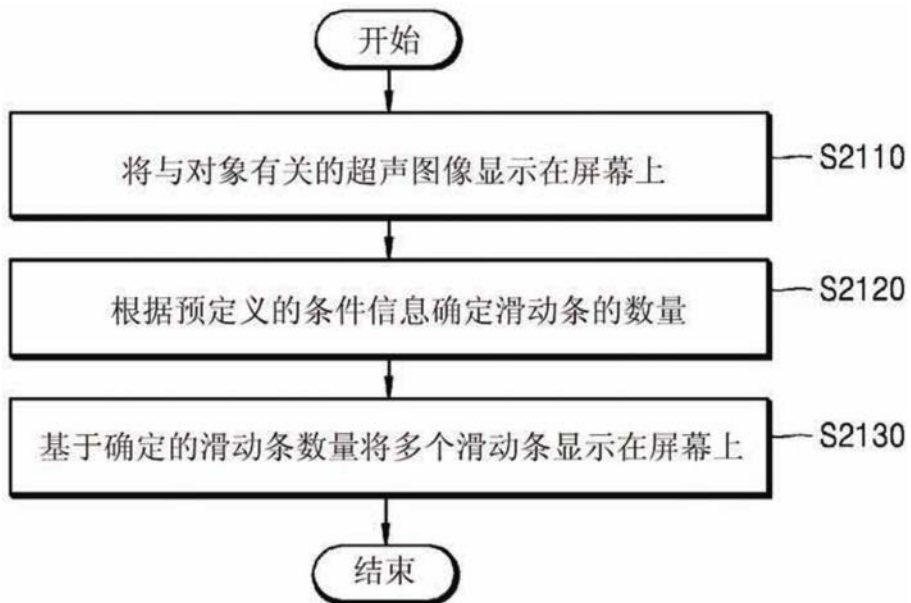 开始
将与对象有关的超声图像显示在屏幕上
S2110
根据预定义的条件信息确定滑动条的数量
S2120
基于确定的滑动条数量将多个滑动条显示在屏幕上
S2130
结束